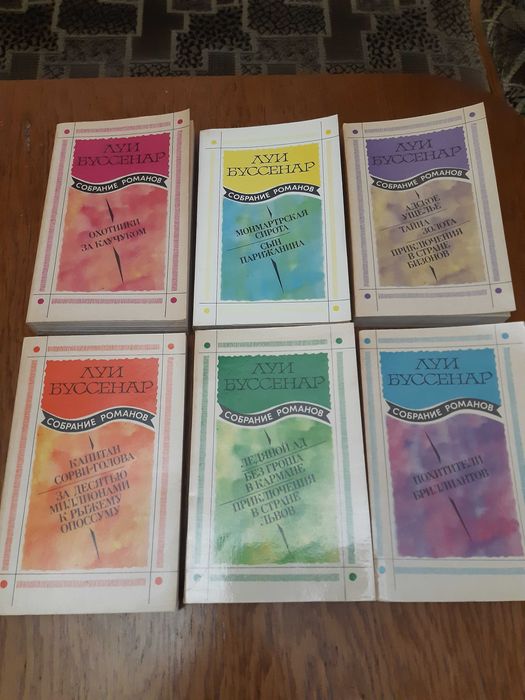 ЛУИ
БУССЕНАР
СОБРАНИЕ РОМАНОВ
ОХОТНИКИ
ЗА КАУЧУКОМ
ЛУИ
БУССЕНАР
СОБРАНИЕ РОМАНОВ
МОНМАРТРСКАЯ
СИРОТА
СЫН
ПАРИЖАНИНА
ЛУИ
БУССЕНАР
СОБРАНИЕ РОМАНОВ
АДСКОЕ
УЩЕЛЬЕ
ТАЙНА
ЗОЛОТА
ПРИКЛЮЧЕНИЯ
В СТРАНЕ
БИЗОНОВ
ЛУИ
БУССЕНАР
СОБРАНИЕ РОМАНОВ
КАПИТАН
СОРВИ-ГОЛОВА
ЗА ДЕСЯТЬЮ
МИЛЛИОНАМИ
К РЫЖЕМУ
ОПОССУМУ
ЛУИ
БУССЕНАР
СОБРАНИЕ РОМАНОВ
ЛЕДЯНОЙ АД
БЕЗ ГРОША
В КАРМАНЕ
ПРИКЛЮЧЕНИЯ
В СТРАНЕ
ЛЬВОВ
ЛУИ
БУССЕНАР
СОБРАНИЕ РОМАНОВ
ПОХИТИТЕЛИ
БРИЛЛИАНТОВ